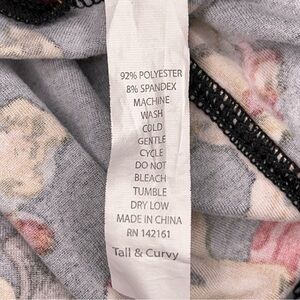 92% POLYESTER
8% SPANDEX
MACHINE
WASH
COLD
GENTLE
CYCLE
DO NOT
BLEACH
TUMBLE
DRY LOW
MADE IN CHINA
RN 142161
Tall & Curvy